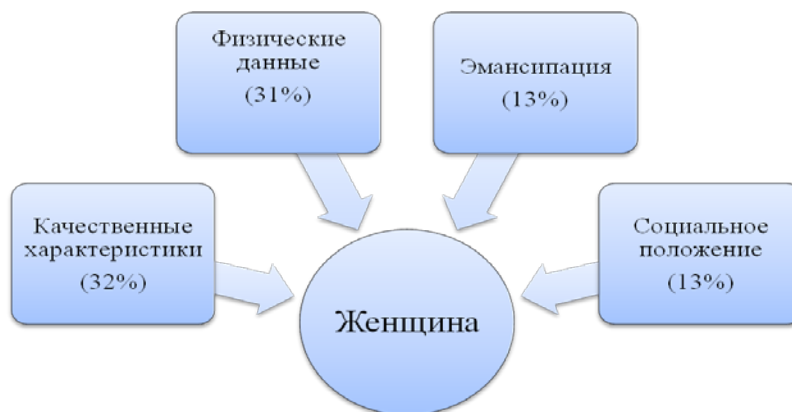 Физические
данные
(31%)
Эмансипация
(13%)
Качественные
характеристики
(32%)
Социальное
положение
(13%)
Женщина